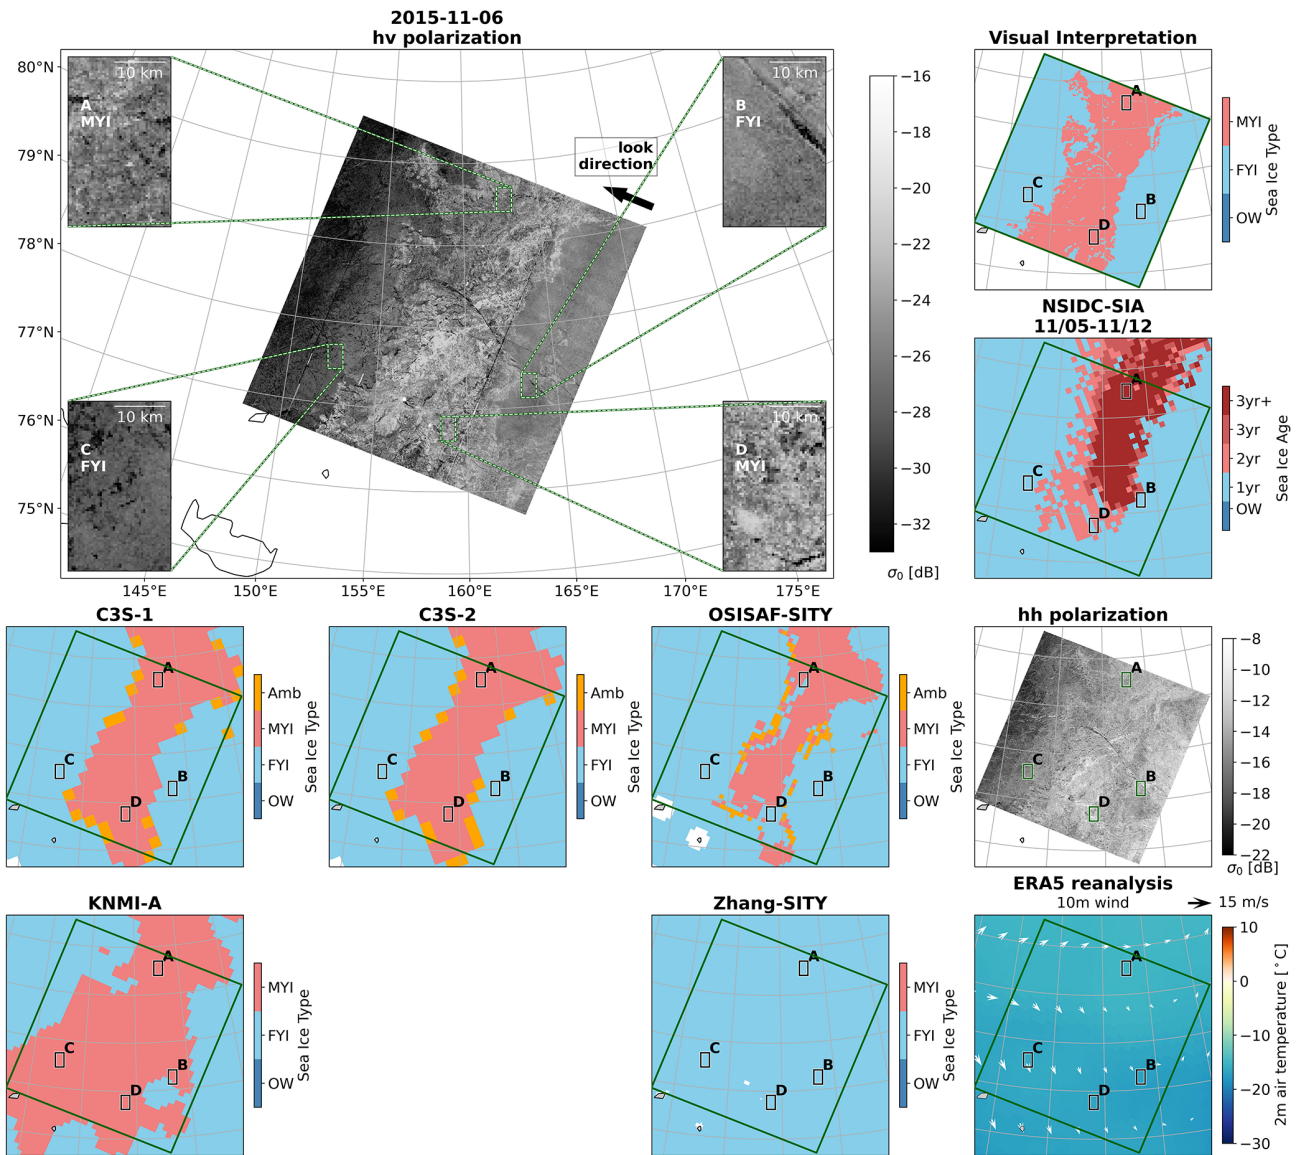 2015-11-06
hv polarization
80°N
79°N
78°N
77°N
76°N
75°N
145°E
150°E
155°E
160°E
165°E
170°E
175°E
10 km
A
MYI
10 km
B
FYI
look
direction
10 km
C
FYI
10 km
D
MYI
−16
−18
−20
−22
−24
−26
−28
−30
−32
σ0 [dB]
Visual Interpretation
A
B
C
D
MYI
FYI
OW
Sea Ice Type
NSIDC-SIA
11/05-11/12
A
B
C
D
3yr+
3yr
2yr
1yr
OW
Sea Ice Age
C3S-1
A
B
C
D
Amb
MYI
FYI
OW
Sea Ice Type
C3S-2
A
B
C
D
Amb
MYI
FYI
OW
Sea Ice Type
OSISAF-SITY
A
B
C
D
Amb
MYI
FYI
OW
Sea Ice Type
hh polarization
A
B
C
D
−8
−10
−12
−14
−16
−18
−20
−22
σ0 [dB]
KNMI-A
A
B
C
D
MYI
FYI
OW
Sea Ice Type
Zhang-SITY
A
B
C
D
MYI
FYI
OW
Sea Ice Type
ERA5 reanalysis
10m wind
15 m/s
A
B
C
D
10
0
−10
−20
−30
2m air temperature [°C]